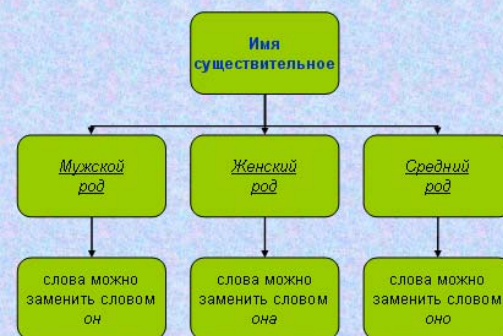 Имя
существительное
Мужской
род
Женский
род
Средний
род
слова можно
заменить словом
он
слова можно
заменить словом
она
слова можно
заменить словом
оно